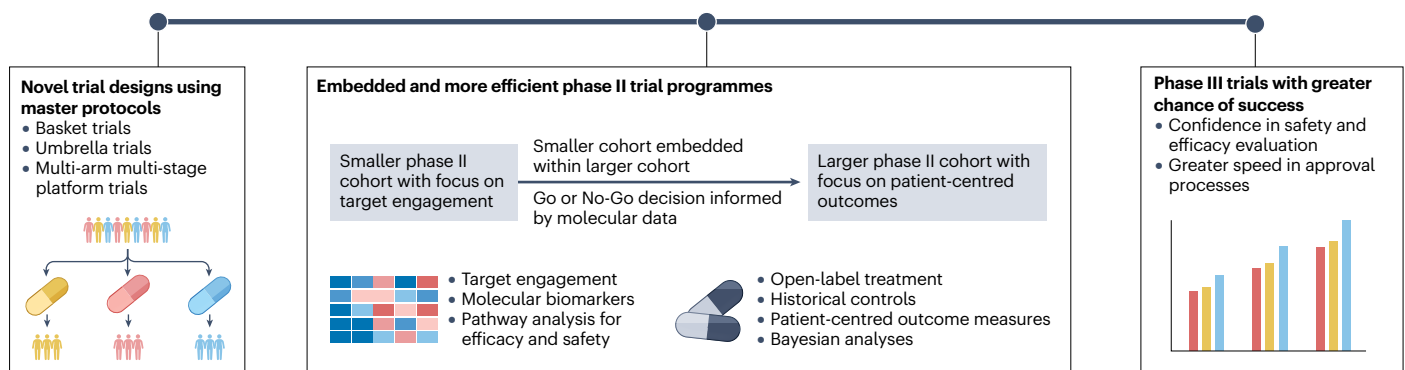 Novel trial designs using
master protocols
• Basket trials
• Umbrella trials
• Multi-arm multi-stage
platform trials
Embedded and more efficient phase II trial programmes
Smaller phase II
cohort with focus on
target engagement
Smaller cohort embedded
within larger cohort
Go or No-Go decision informed
by molecular data
Larger phase II cohort with
focus on patient-centred
outcomes
• Target engagement
• Molecular biomarkers
• Pathway analysis for
efficacy and safety
• Open-label treatment
• Historical controls
• Patient-centred outcome measures
• Bayesian analyses
Phase III trials with greater
chance of success
• Confidence in safety and
efficacy evaluation
• Greater speed in approval
processes